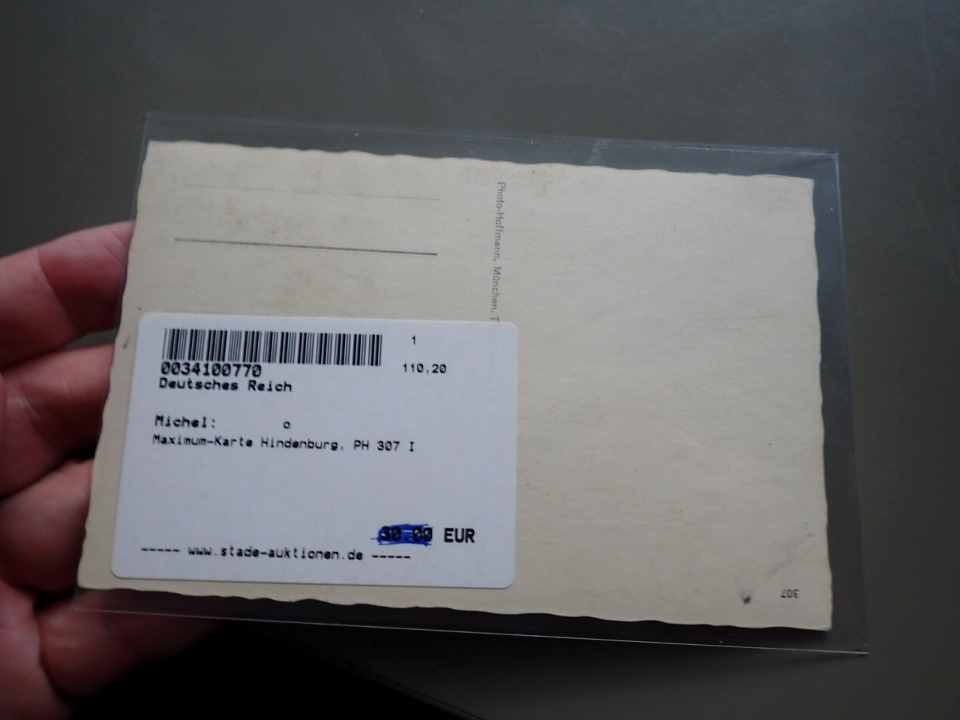 Photo-Hoffmann, München, T
1
0034100770
110,20
Deutsches Reich
Michel: o
Maximum-Karte Hindenburg, PH 307 I
EUR
----- www.stade-auktionen.de -----
307